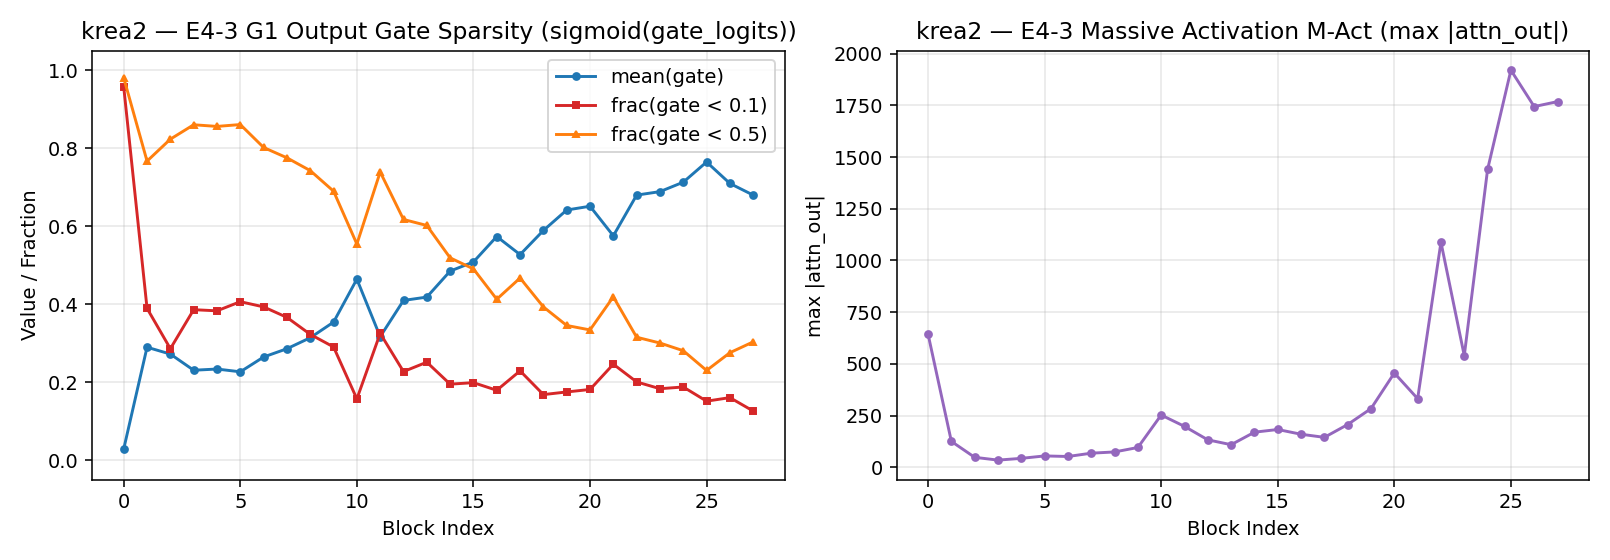 krea2 — E4-3 G1 Output Gate Sparsity (sigmoid(gate_logits))
mean(gate)
frac(gate < 0.1)
frac(gate < 0.5)
Value / Fraction
1.0
0.8
0.6
0.4
0.2
0.0
0 5 10 15 20 25
Block Index
krea2 — E4-3 Massive Activation M-Act (max |attn_out|)
max |attn_out|
2000
1750
1500
1250
1000
750
500
250
0
0 5 10 15 20 25
Block Index